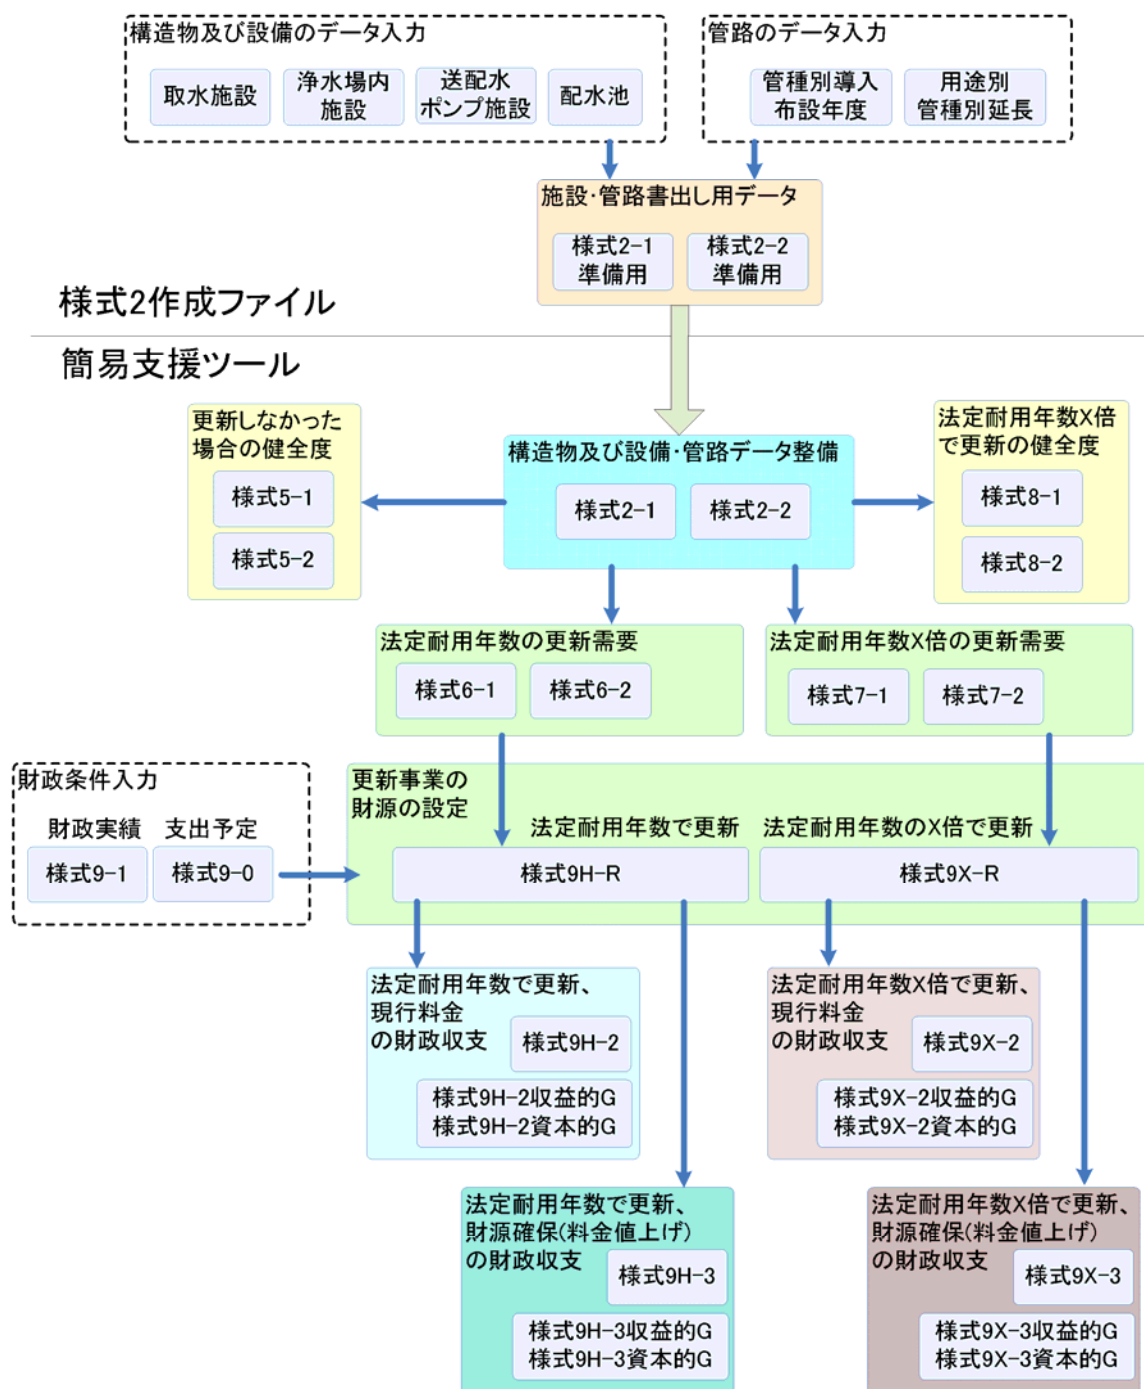 構造物及び設備のデータ入力
取水施設
浄水場内
施設
送配水
ポンプ施設
配水池
管路のデータ入力
管種別導入
布設年度
用途別
管種別延長
施設・管路書出し用データ
様式2-1
準備用
様式2-2
準備用
様式2作成ファイル
簡易支援ツール
更新しなかった
場合の健全度
様式5-1
様式5-2
構造物及び設備・管路データ整備
様式2-1
様式2-2
法定耐用年数X倍
で更新の健全度
様式8-1
様式8-2
法定耐用年数の更新需要
様式6-1
様式6-2
法定耐用年数X倍の更新需要
様式7-1
様式7-2
財政条件入力
財政実績
支出予定
様式9-1
様式9-0
更新事業の
財源の設定
法定耐用年数で更新
法定耐用年数のX倍で更新
様式9H-R
様式9X-R
法定耐用年数で更新、
現行料金
の財政収支
様式9H-2
様式9H-2収益的G
様式9H-2資本的G
法定耐用年数X倍で更新、
現行料金
の財政収支
様式9X-2
様式9X-2収益的G
様式9X-2資本的G
法定耐用年数で更新、
財源確保(料金値上げ)
の財政収支
様式9H-3
様式9H-3収益的G
様式9H-3資本的G
法定耐用年数X倍で更新、
財源確保(料金値上げ)
の財政収支
様式9X-3
様式9X-3収益的G
様式9X-3資本的G